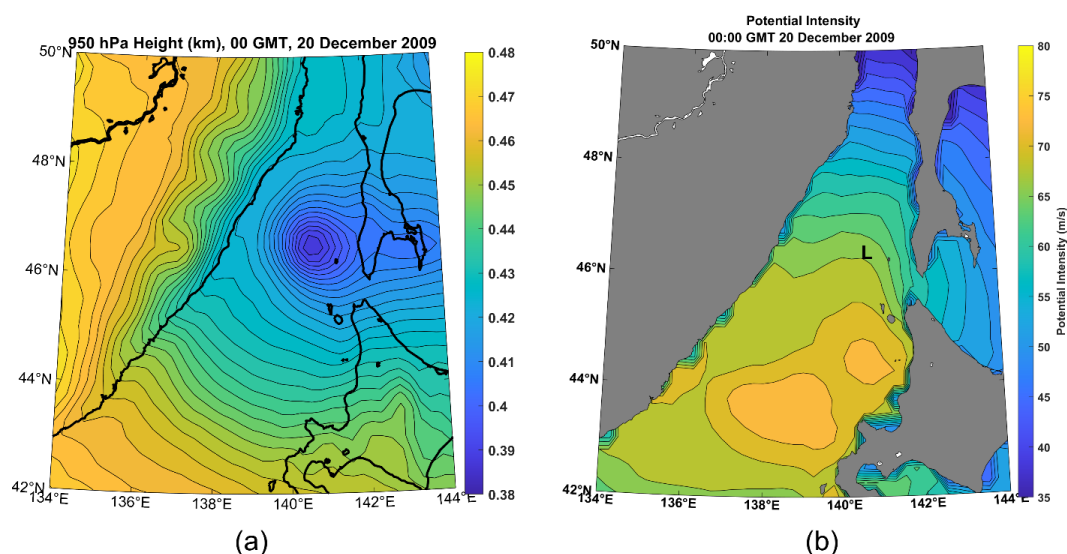 950 hPa Height (km), 00 GMT, 20 December 2009
50°N
48°N
46°N
44°N
42°N
134°E
136°E
138°E
140°E
142°E
144°E
0.48
0.47
0.46
0.45
0.44
0.43
0.42
0.41
0.4
0.39
0.38
(a)
Potential Intensity
00:00 GMT 20 December 2009
50°N
48°N
46°N
44°N
42°N
134°E
136°E
138°E
140°E
142°E
144°E
L
80
75
70
65
60
55
50
45
40
35
Potential Intensity (m/s)
(b)